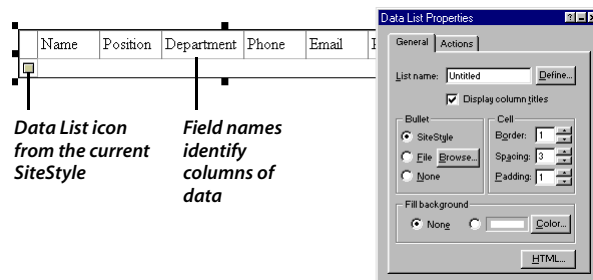 Name Position Department Phone Email
Data List icon
from the current
SiteStyle
Field names
identify
columns of
data
Data List Properties
General Actions
List name: Untitled Define...
Display column titles
Bullet
SiteStyle
File Browse...
None
Cell
Border: 1
Spacing: 3
Padding: 1
Fill background
None Color...
HTML...